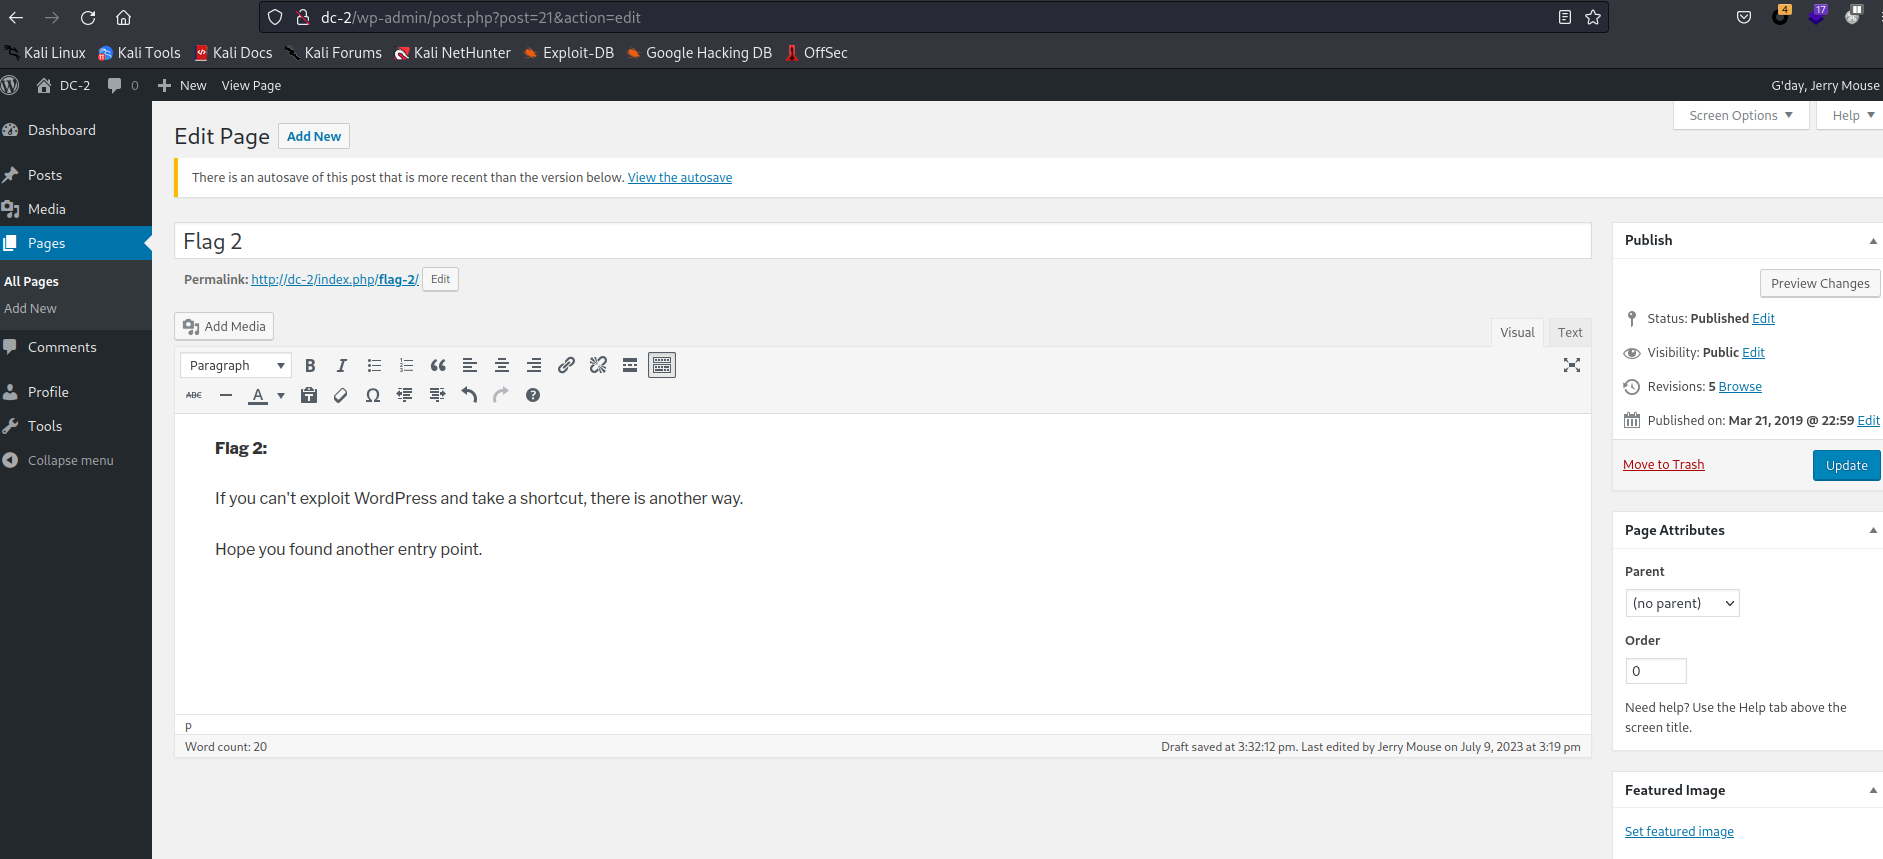 dc-2/wp-admin/post.php?post=21&action=edit
4
17
Kali Linux Kali Tools Kali Docs Kali Forums Kali NetHunter Exploit-DB Google Hacking DB OffSec
DC-2 0 New View Page G'day, Jerry Mouse
Dashboard
Posts
Media
Pages
All Pages
Add New
Comments
Profile
Tools
Collapse menu
Screen Options Help
Edit Page Add New
There is an autosave of this post that is more recent than the version below. View the autosave
Flag 2
Permalink: http://dc-2/index.php/flag-2/ Edit
Add Media
Visual Text
Paragraph B I
ABC A Ω
Flag 2:
If you can't exploit WordPress and take a shortcut, there is another way.
Hope you found another entry point.
p
Word count: 20 Draft saved at 3:32:12 pm. Last edited by Jerry Mouse on July 9, 2023 at 3:19 pm
Publish
Preview Changes
Status: Published Edit
Visibility: Public Edit
Revisions: 5 Browse
Published on: Mar 21, 2019 @ 22:59 Edit
Move to Trash Update
Page Attributes
Parent
(no parent)
Order
0
Need help? Use the Help tab above the
screen title.
Featured Image
Set featured image